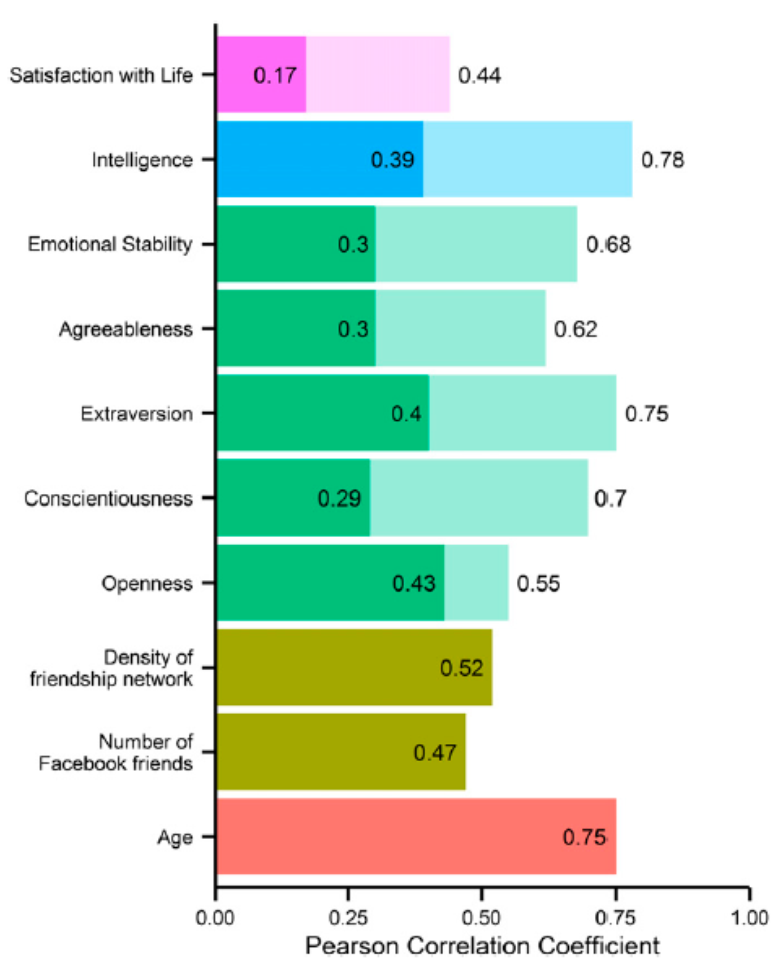 Satisfaction with Life 0.17 0.44
Intelligence 0.39 0.78
Emotional Stability 0.3 0.68
Agreeableness 0.3 0.62
Extraversion 0.4 0.75
Conscientiousness 0.29 0.7
Openness 0.43 0.55
Density of
friendship network 0.52
Number of
Facebook friends 0.47
Age 0.75
0.00 0.25 0.50 0.75 1.00
Pearson Correlation Coefficient